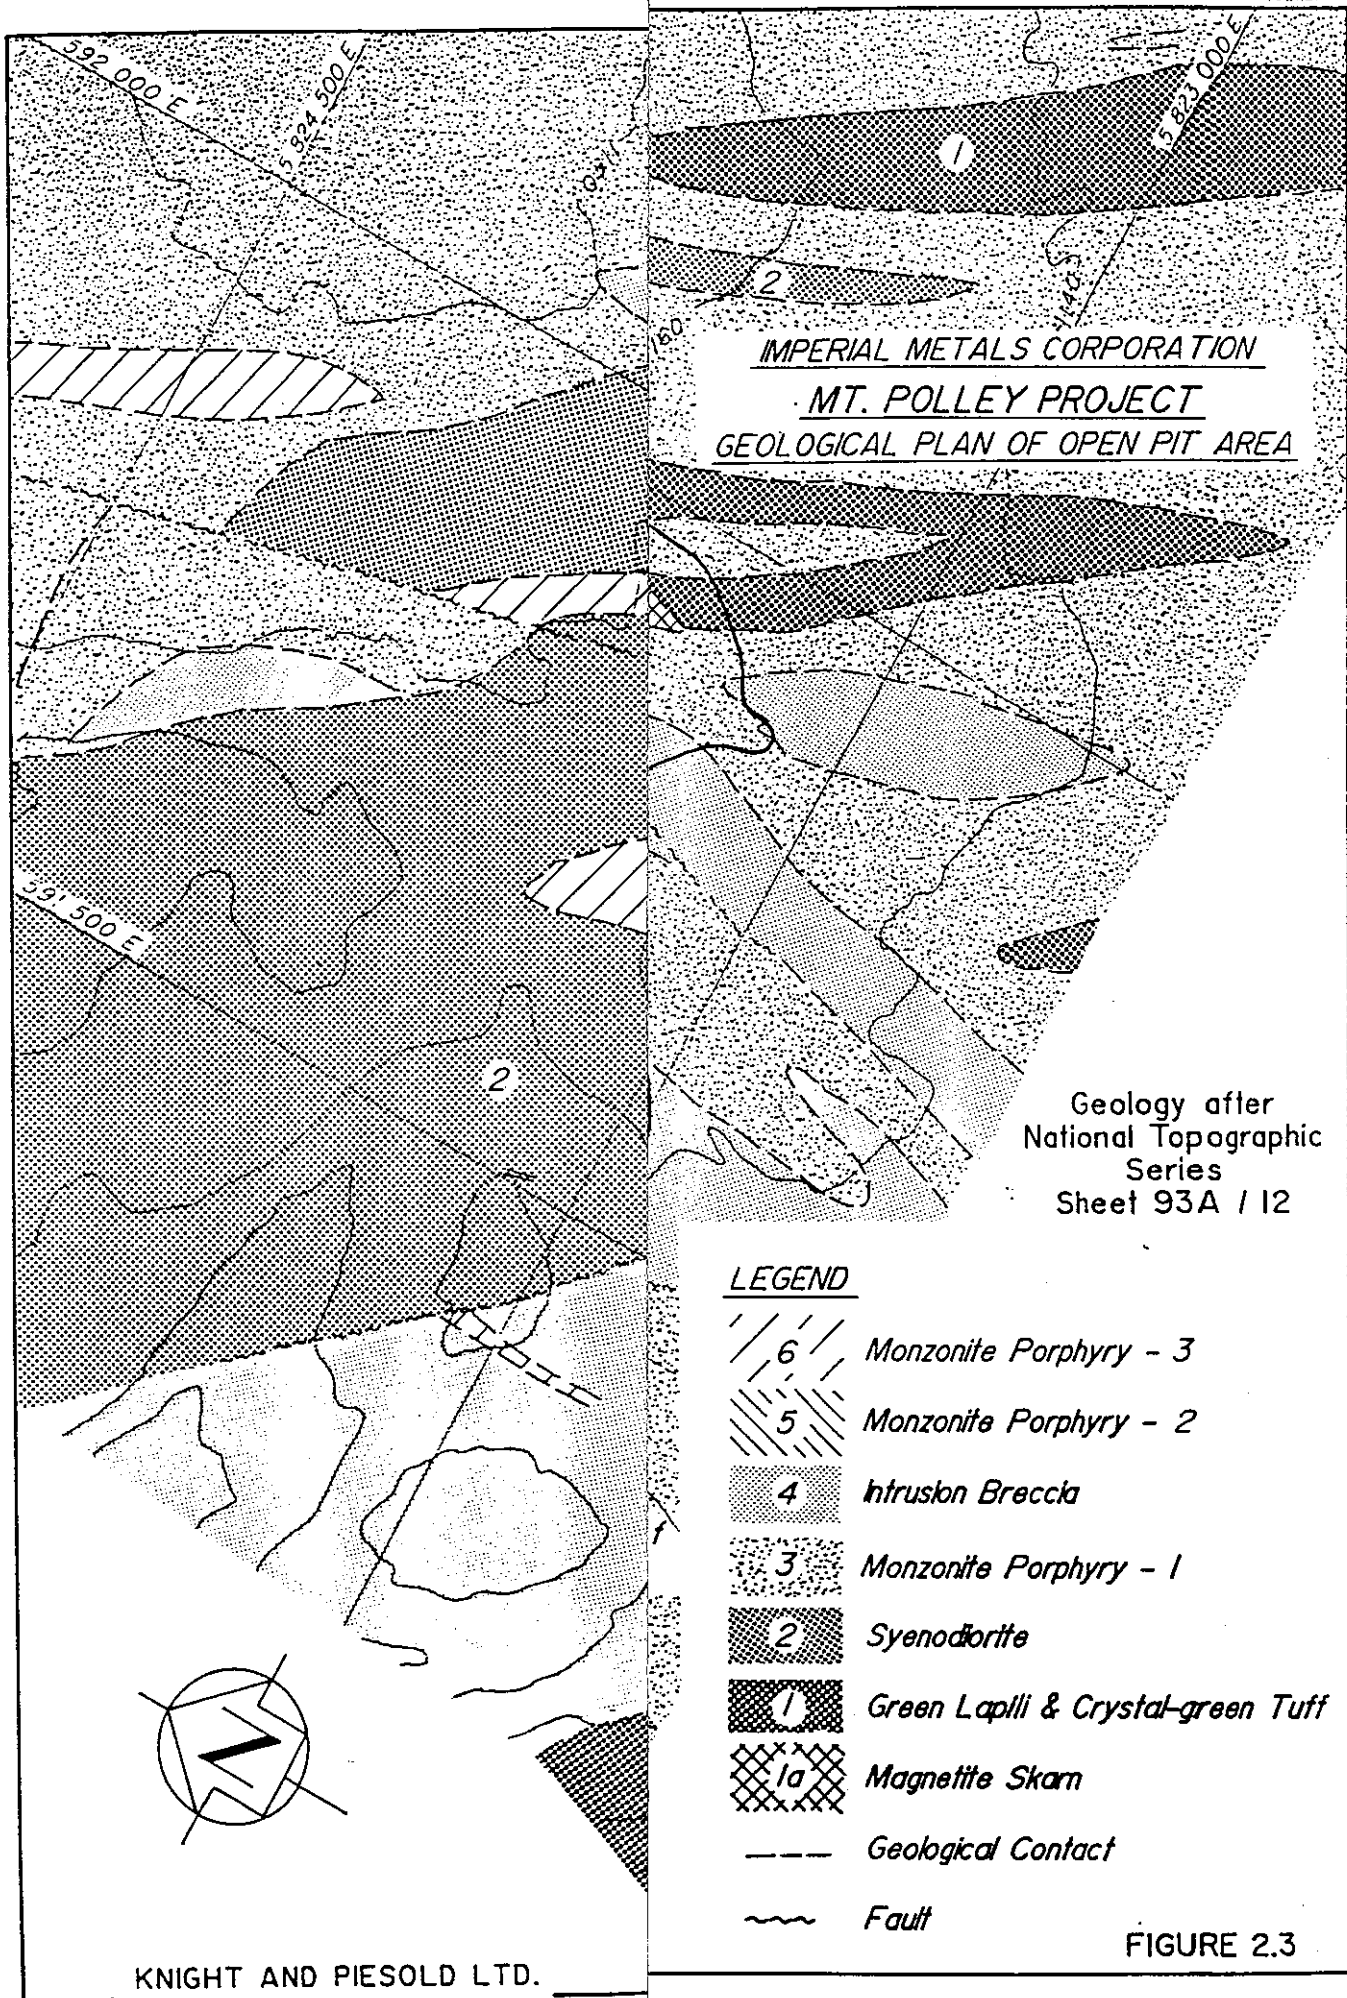 592 000 E
5 824 500 E
5 823 000 E
1
1140
2
160
1140
IMPERIAL METALS CORPORATION
MT. POLLEY PROJECT
GEOLOGICAL PLAN OF OPEN PIT AREA
591 500 E
2
Geology after
National Topographic
Series
Sheet 93A / 12
LEGEND
6 Monzonite Porphyry - 3
5 Monzonite Porphyry - 2
4 Intrusion Breccia
3 Monzonite Porphyry - 1
2 Syenodiorite
1 Green Lapilli & Crystal-green Tuff
1a Magnetite Skarn
Geological Contact
Fault
FIGURE 2.3
KNIGHT AND PIESOLD LTD.